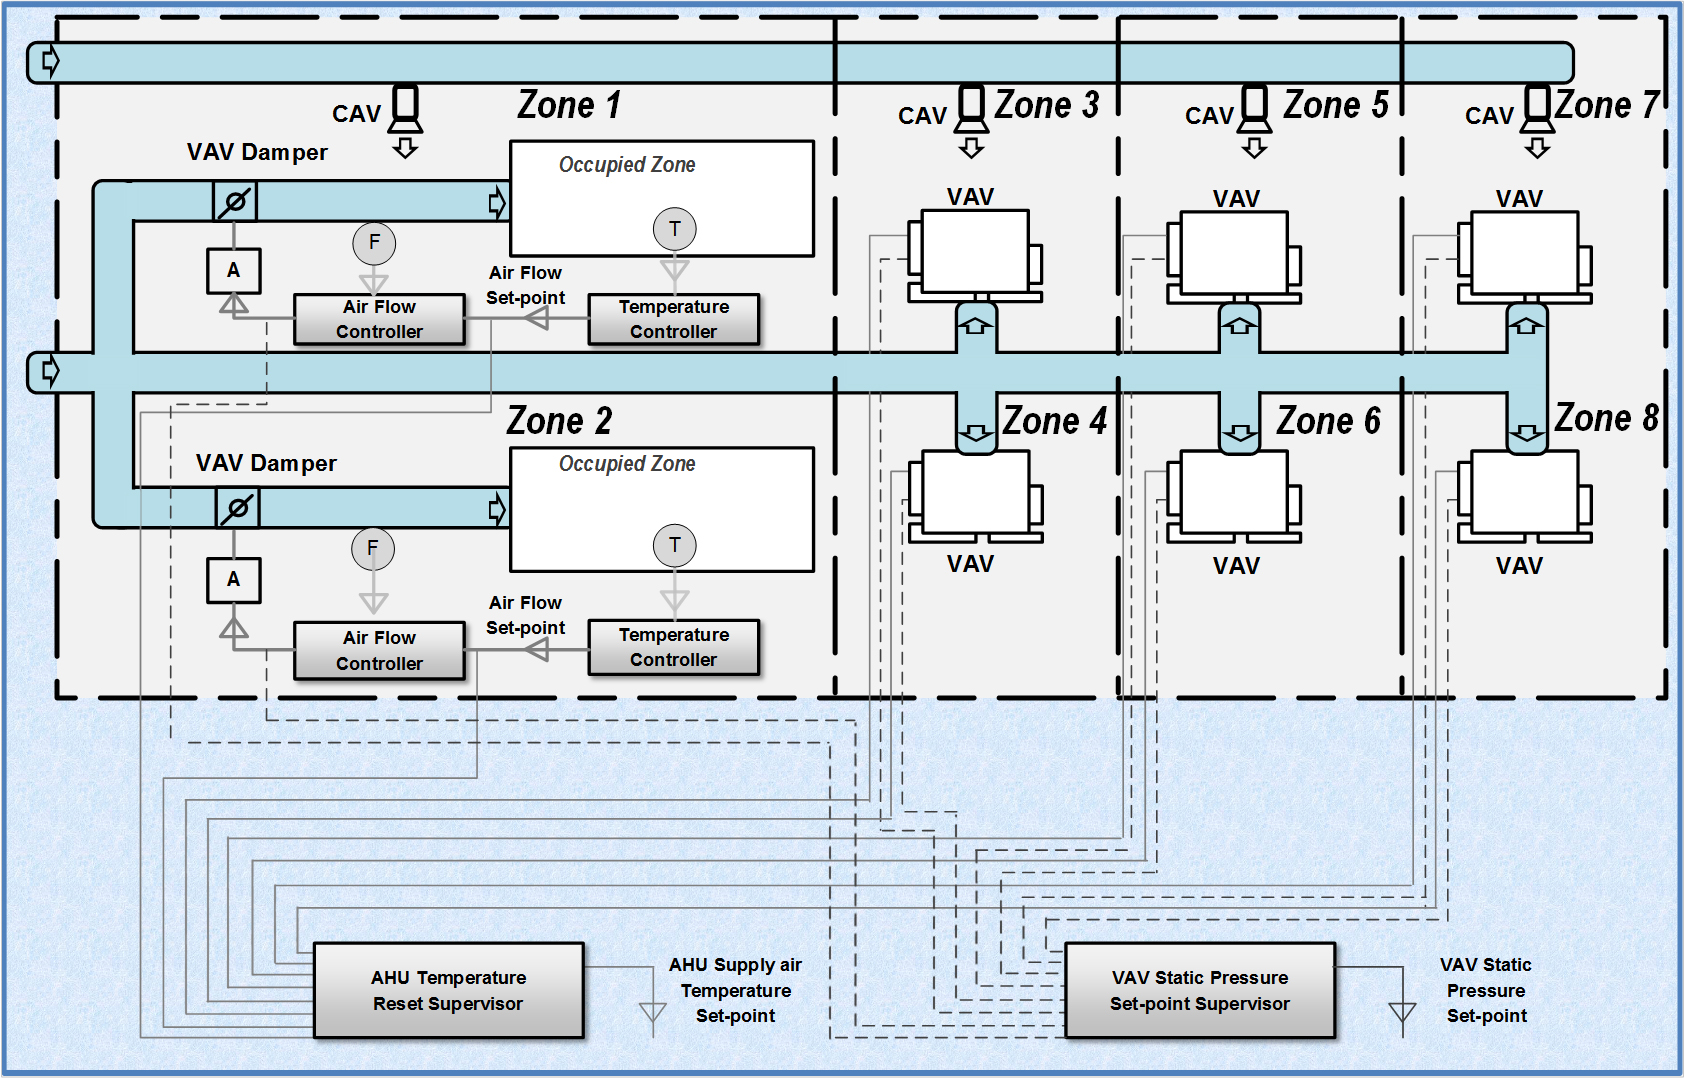 Zone 1
Zone 3
Zone 5
Zone 7
CAV
CAV
CAV
CAV
VAV Damper
Occupied Zone
VAV
VAV
VAV
T
F
A
Air Flow
Set-point
Air Flow
Controller
Temperature
Controller
Zone 2
Zone 4
Zone 6
Zone 8
VAV Damper
Occupied Zone
T
F
VAV
VAV
VAV
A
Air Flow
Set-point
Air Flow
Controller
Temperature
Controller
AHU Temperature
Reset Supervisor
AHU Supply air
Temperature
Set-point
VAV Static Pressure
Set-point Supervisor
VAV Static
Pressure
Set-point